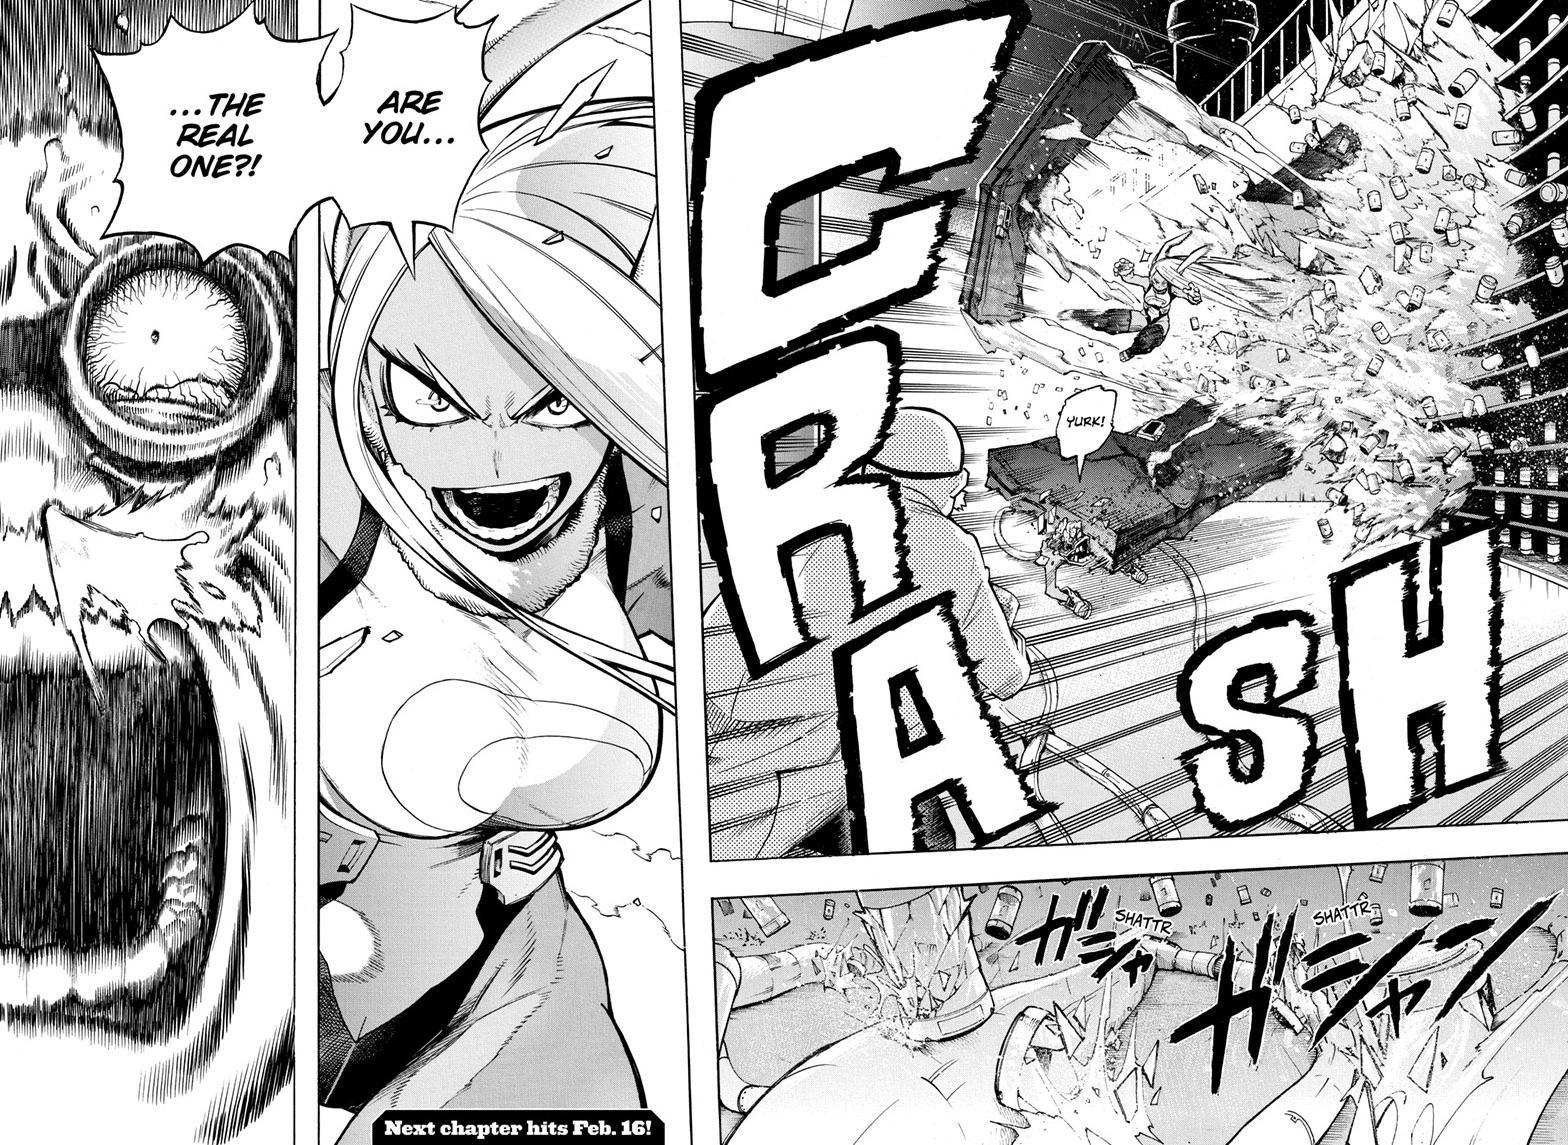 CRASH
YURK!
ガシャ
SHATTR
ガシャン
SHATTR
ARE
YOU...
...THE
REAL
ONE?!
Next chapter hits Feb. 16!